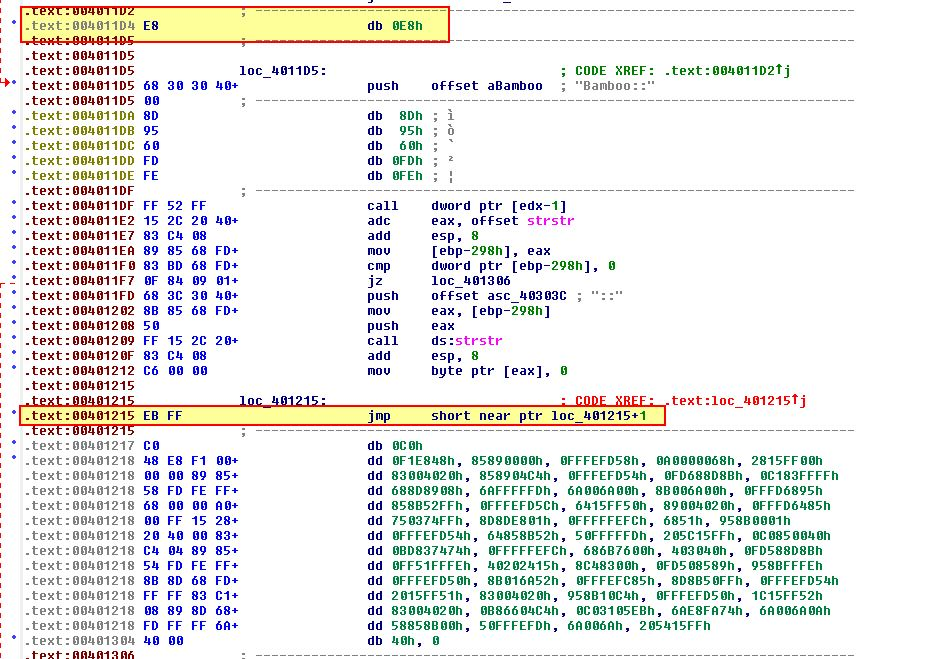 .text:004011D2 ; ---------------------------------------------------------------------------
.text:004011D4 E8 db 0E8h
.text:004011D5 ; ---------------------------------------------------------------------------
.text:004011D5
.text:004011D5 loc_4011D5: ; CODE XREF: .text:004011D2↑j
.text:004011D5 68 30 30 40+ push offset aBamboo ; "Bamboo::"
.text:004011D5 00 ; ---------------------------------------------------------------------------
.text:004011DA 8D db 8Dh ; ì
.text:004011DB 95 db 95h ; ò
.text:004011DC 60 db 60h ; `
.text:004011DD FD db 0FDh ; ²
.text:004011DE FE db 0FEh ; ¦
.text:004011DF ; ---------------------------------------------------------------------------
.text:004011DF FF 52 FF call dword ptr [edx-1]
.text:004011E2 15 2C 20 40+ adc eax, offset strstr
.text:004011E7 83 C4 08 add esp, 8
.text:004011EA 89 85 68 FD+ mov [ebp-298h], eax
.text:004011F0 83 BD 68 FD+ cmp dword ptr [ebp-298h], 0
.text:004011F7 0F 84 09 01+ jz loc_401306
.text:004011FD 68 3C 30 40+ push offset asc_40303C ; "::"
.text:00401202 8B 85 68 FD+ mov eax, [ebp-298h]
.text:00401208 50 push eax
.text:00401209 FF 15 2C 20+ call ds:strstr
.text:0040120F 83 C4 08 add esp, 8
.text:00401212 C6 00 00 mov byte ptr [eax], 0
.text:00401215
.text:00401215 loc_401215: ; CODE XREF: .text:loc_401215↑j
.text:00401215 EB FF jmp short near ptr loc_401215+1
.text:00401215 ; ---------------------------------------------------------------------------
.text:00401217 C0 db 0C0h
.text:00401218 48 E8 F1 00+ dd 0F1E848h, 85890000h, 0FFFEFD58h, 0A0000068h, 2815FF00h
.text:00401218 00 00 89 85+ dd 83004020h, 858904C4h, 0FFFEFD54h, 0FD688D8Bh, 0C183FFFFh
.text:00401218 58 FD FE FF+ dd 688D8908h, 6AFFFFFDh, 6A006A00h, 8B006A00h, 0FFFD6895h
.text:00401218 68 00 00 A0+ dd 858B52FFh, 0FFFEFD5Ch, 6415FF50h, 89004020h, 0FFFD6485h
.text:00401218 00 FF 15 28+ dd 750374FFh, 8D8DE801h, 0FFFFFEFCh, 6851h, 958B0001h
.text:00401218 20 40 00 83+ dd 0FFFEFD54h, 64858B52h, 50FFFFFDh, 205C15FFh, 0C0850040h
.text:00401218 C4 04 89 85+ dd 0BD837474h, 0FFFFFEFCh, 686B7600h, 403040h, 0FD588D8Bh
.text:00401218 54 FD FE FF+ dd 0FF51FFFEh, 40202415h, 8C48300h, 0FD508589h, 958BFFFEh
.text:00401218 8B 8D 68 FD+ dd 0FFFEFD50h, 8B016A52h, 0FFFEFC85h, 8D8B50FFh, 0FFFEFD54h
.text:00401218 FF FF 83 C1+ dd 2015FF51h, 83004020h, 958B10C4h, 0FFFEFD50h, 1C15FF52h
.text:00401218 08 89 8D 68+ dd 83004020h, 0B86604C4h, 0C03105EBh, 6AE8FA74h, 6A006A0Ah
.text:00401218 FD FF FF 6A+ dd 58858B00h, 50FFFEFDh, 6A006Ah, 205415FFh
.text:00401304 40 00 db 40h, 0
.text:00401306 ; ---------------------------------------------------------------------------